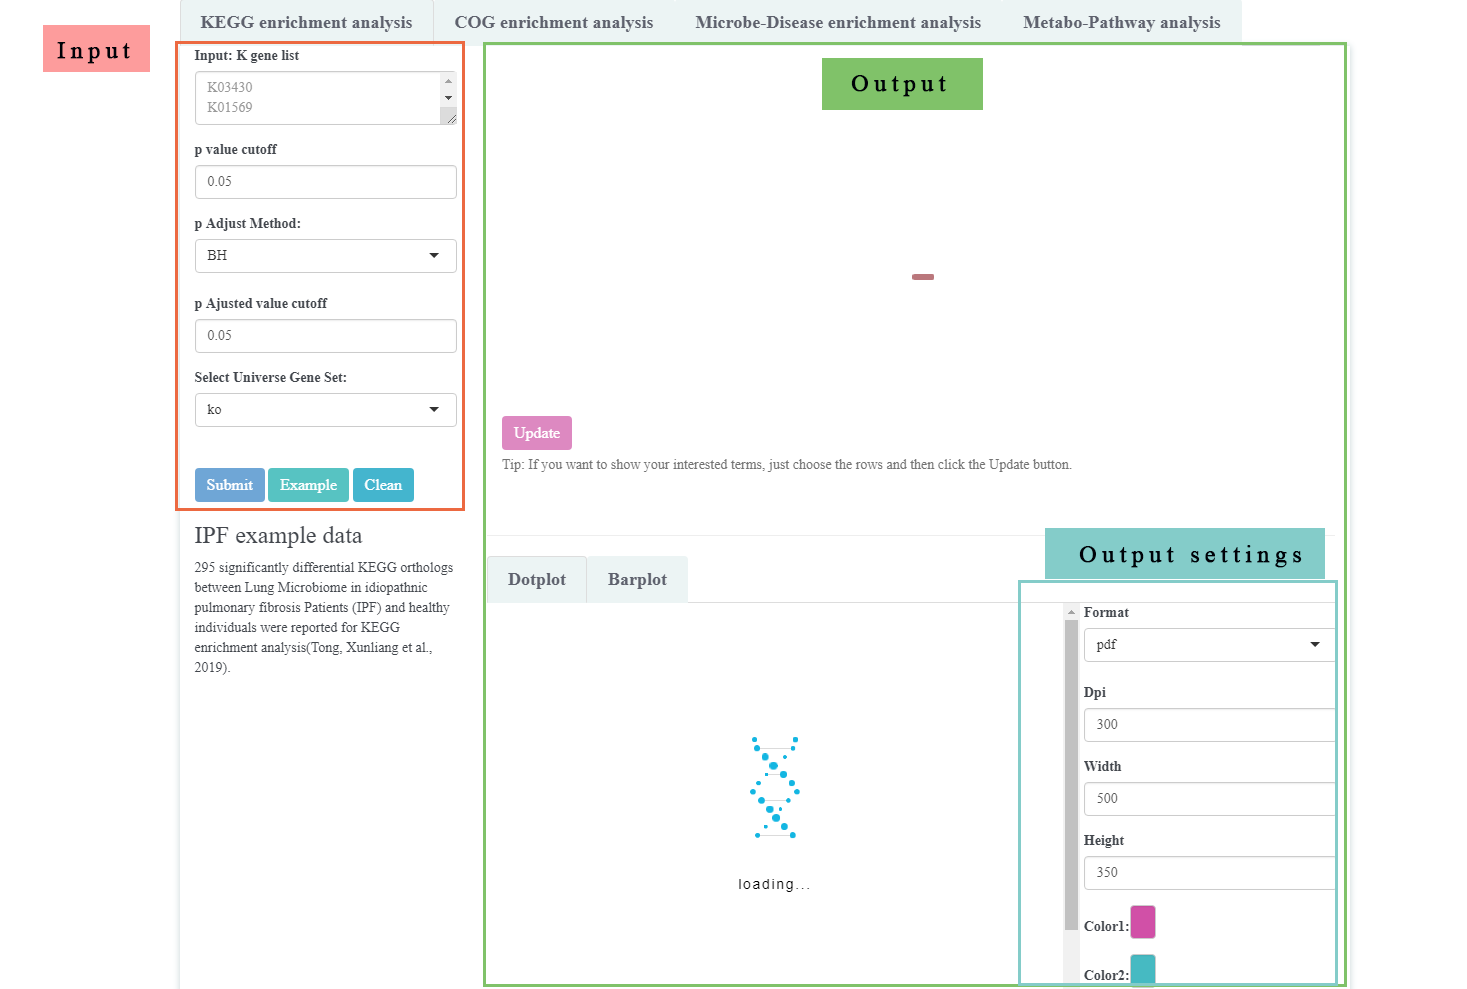 KEGG enrichment analysis
COG enrichment analysis
Microbe-Disease enrichment analysis
Metabo-Pathway analysis
Input
Input: K gene list
K03430
K01569
p value cutoff
0.05
p Adjust Method:
BH
p Ajusted value cutoff
0.05
Select Universe Gene Set:
ko
Submit
Example
Clean
IPF example data
295 significantly differential KEGG orthologs
between Lung Microbiome in idiopathnic
pulmonary fibrosis Patients (IPF) and healthy
individuals were reported for KEGG
enrichment analysis(Tong, Xunliang et al.,
2019).
Output
Update
Tip: If you want to show your interested terms, just choose the rows and then click the Update button.
Output settings
Dotplot
Barplot
loading...
Format
pdf
Dpi
300
Width
500
Height
350
Color1:
Color2: